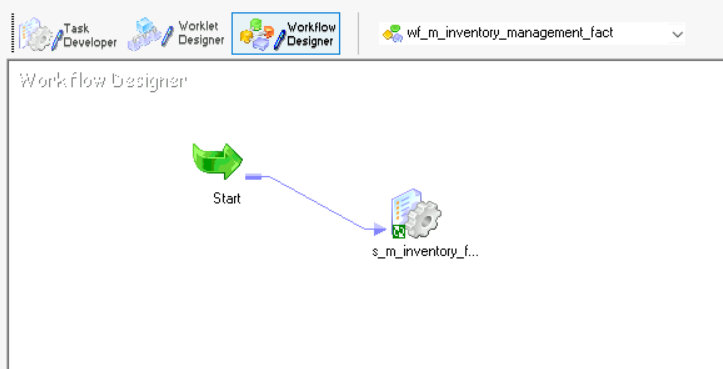 Task
Developer
Worklet
Designer
Workflow
Designer
wf_m_inventory_management_fact
Workflow Designer
Start
s_m_inventory_f...